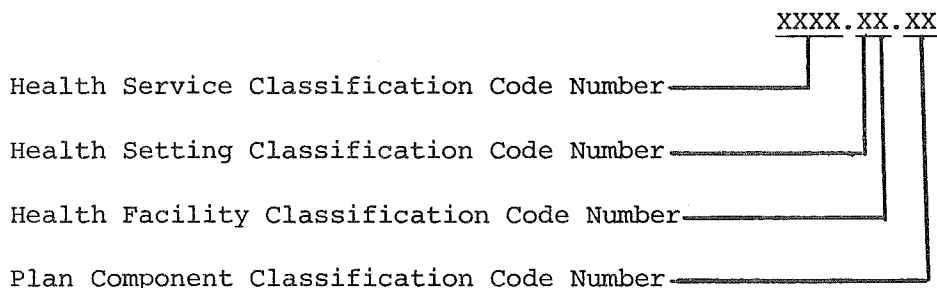 XXXX.XX.XX
Health Service Classification Code Number
Health Setting Classification Code Number
Health Facility Classification Code Number
Plan Component Classification Code Number